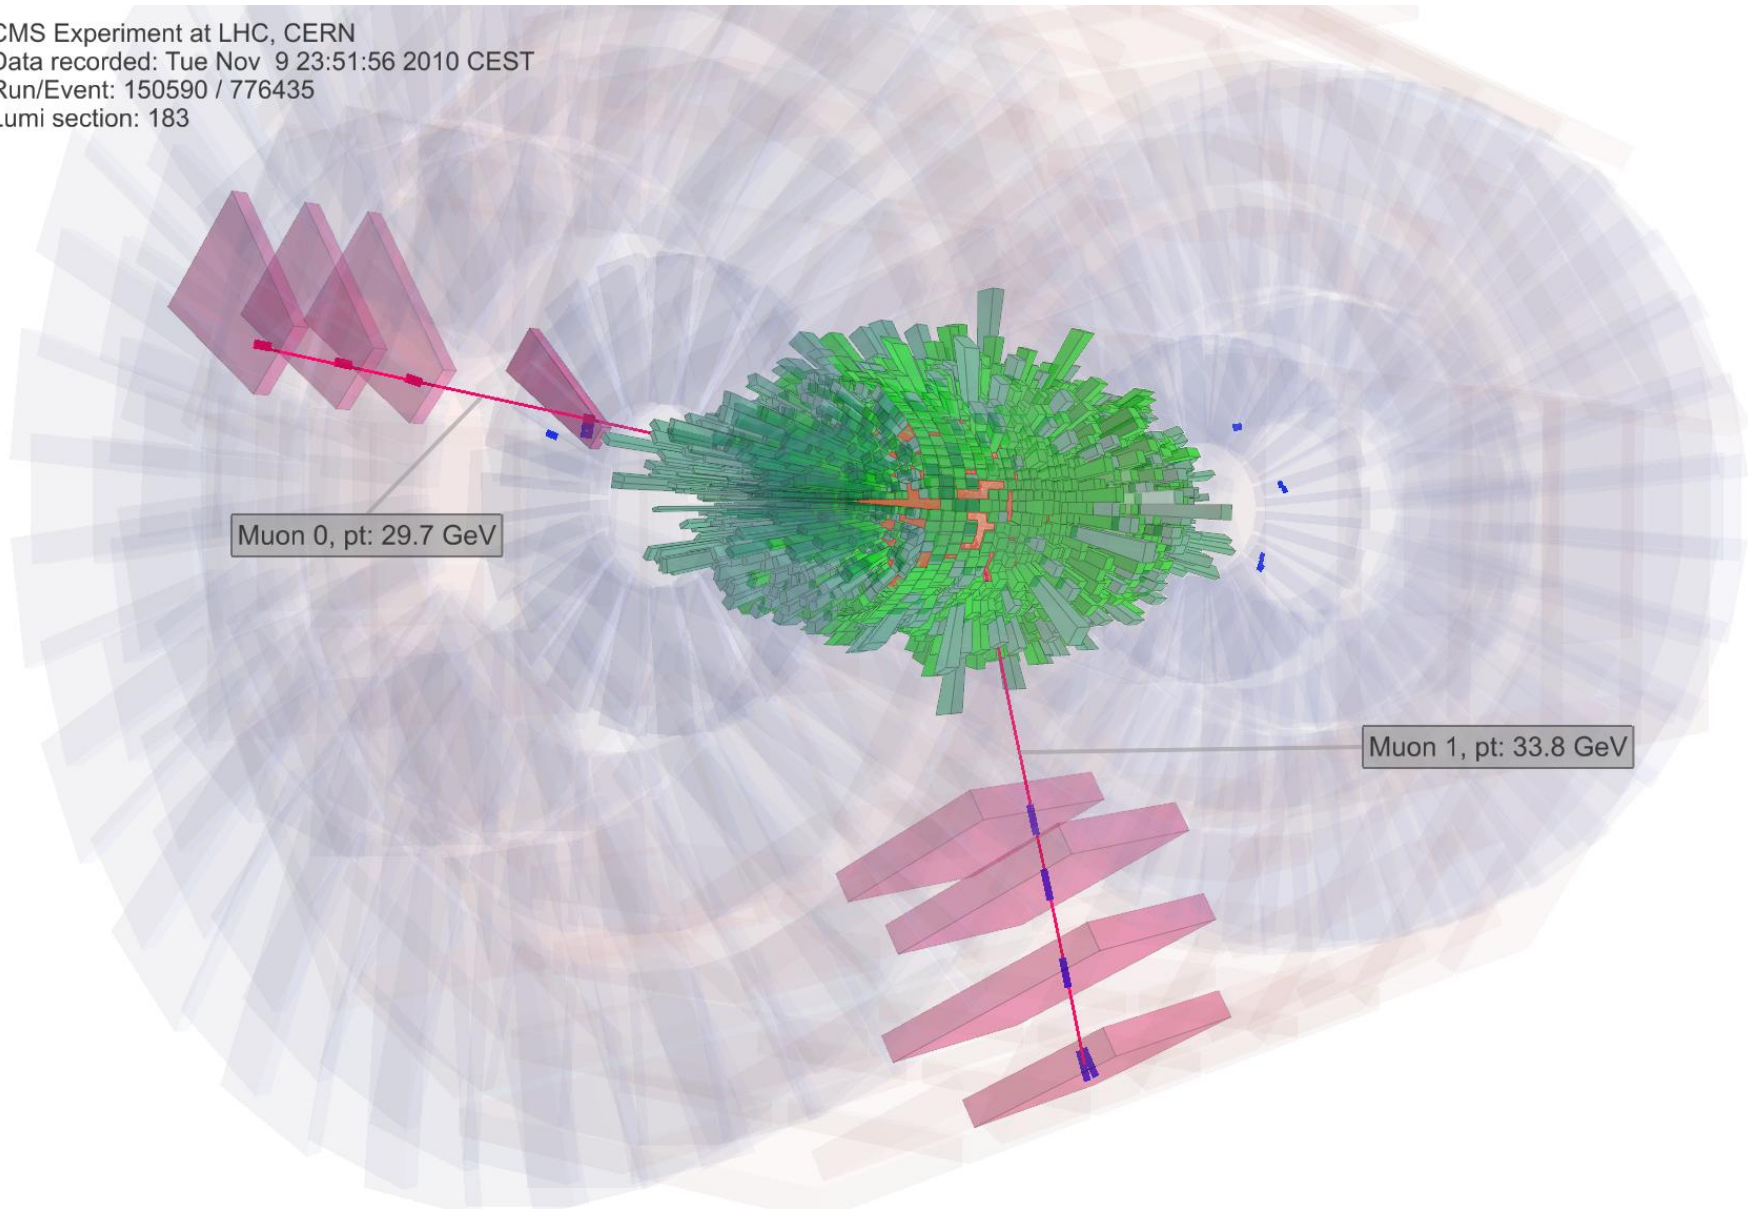 CMS Experiment at LHC, CERN
Data recorded: Tue Nov 9 23:51:56 2010 CEST
Run/Event: 150590 / 776435
Lumi section: 183
Muon 0, pt: 29.7 GeV
Muon 1, pt: 33.8 GeV